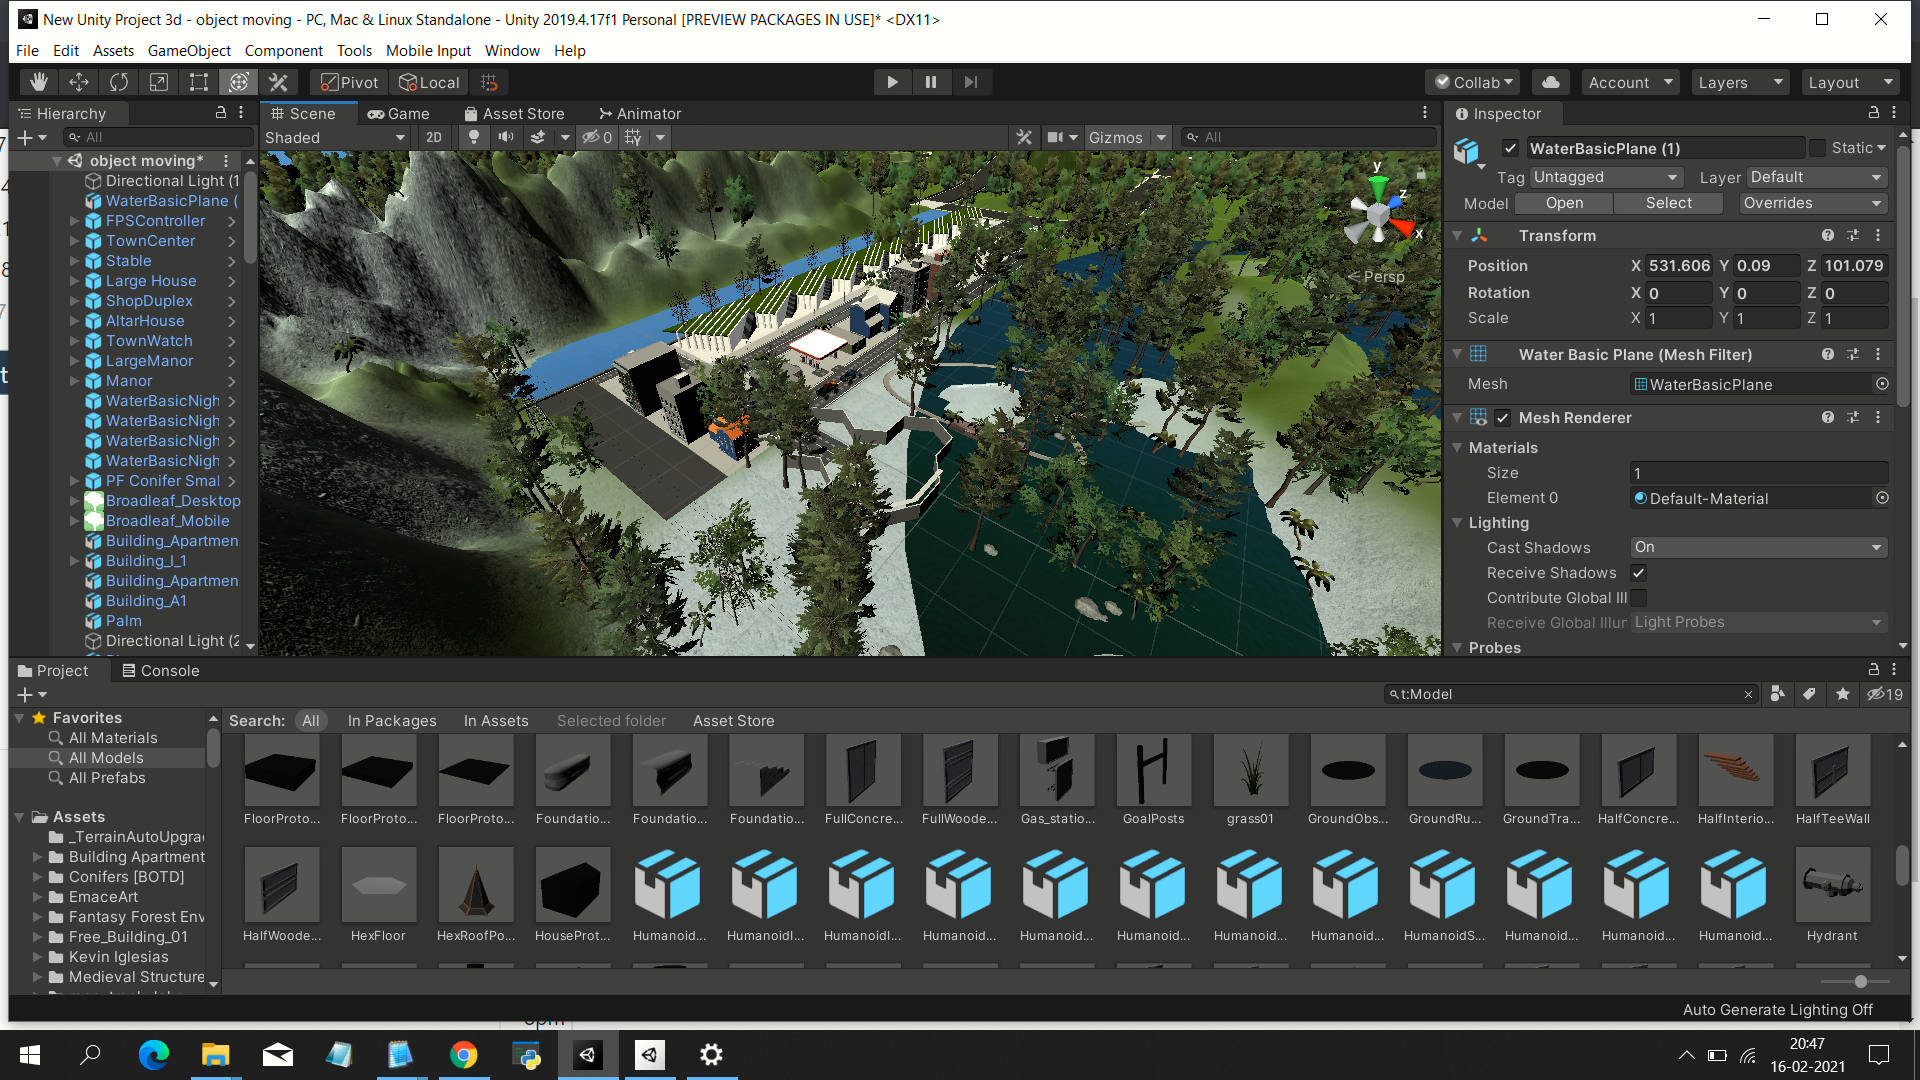 New Unity Project 3d - object moving - PC, Mac & Linux Standalone - Unity 2019.4.17f1 Personal [PREVIEW PACKAGES IN USE]* <DX11>
File Edit Assets GameObject Component Tools Mobile Input Window Help
Pivot Local Collab Account Layers Layout
Hierarchy
All
object moving*
Directional Light (1
WaterBasicPlane (
FPSController
TownCenter
Stable
Large House
ShopDuplex
AltarHouse
TownWatch
LargeManor
Manor
WaterBasicNigh
WaterBasicNigh
WaterBasicNigh
WaterBasicNigh
PF Conifer Smal
Broadleaf_Desktop
Broadleaf_Mobile
Building_Apartmen
Building_I_1
Building_Apartmen
Building_A1
Palm
Directional Light (2
Scene Game Asset Store Animator
Shaded 2D 0 Gizmos All
y
z
x
Persp
Inspector
WaterBasicPlane (1) Static
Tag Untagged Layer Default
Model Open Select Overrides
Transform
Position X 531.606 Y 0.09 Z 101.079
Rotation X 0 Y 0 Z 0
Scale X 1 Y 1 Z 1
Water Basic Plane (Mesh Filter)
Mesh WaterBasicPlane
Mesh Renderer
Materials
Size 1
Element 0 Default-Material
Lighting
Cast Shadows On
Receive Shadows
Contribute Global Ill
Receive Global Illur Light Probes
Probes
Project Console
t:Model 19
Favorites
All Materials
All Models
All Prefabs
Assets
_TerrainAutoUpgra
Building Apartment
Conifers [BOTD]
EmaceArt
Fantasy Forest Env
Free_Building_01
Kevin Iglesias
Medieval Structure
Search: All In Packages In Assets Selected folder Asset Store
FloorProto... FloorProto... FloorProto... Foundatio... Foundatio... Foundatio... FullConcre... FullWoode... Gas_statio... GoalPosts grass01 GroundObs... GroundRu... GroundTra... HalfConcre... HalfInterio... HalfTeeWall
HalfWoode... HexFloor HexRoofPo... HouseProt... Humanoid... HumanoidI... HumanoidI... Humanoid... Humanoid... Humanoid... Humanoid... Humanoid... HumanoidS... Humanoid... Humanoid... Humanoid... Hydrant
Auto Generate Lighting Off
20:47
16-02-2021